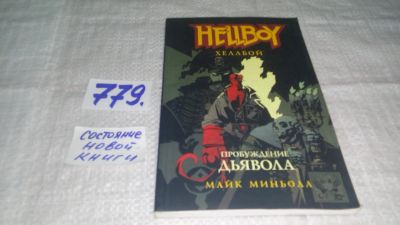 779.
СОСТОЯНИЕ
НОВОЙ
КНИГИ
HELLBOY
ХЕЛЛБОЙ
ПРОБУЖДЕНИЕ
ДЬЯВОЛА
МАЙК МИНЬОЛА